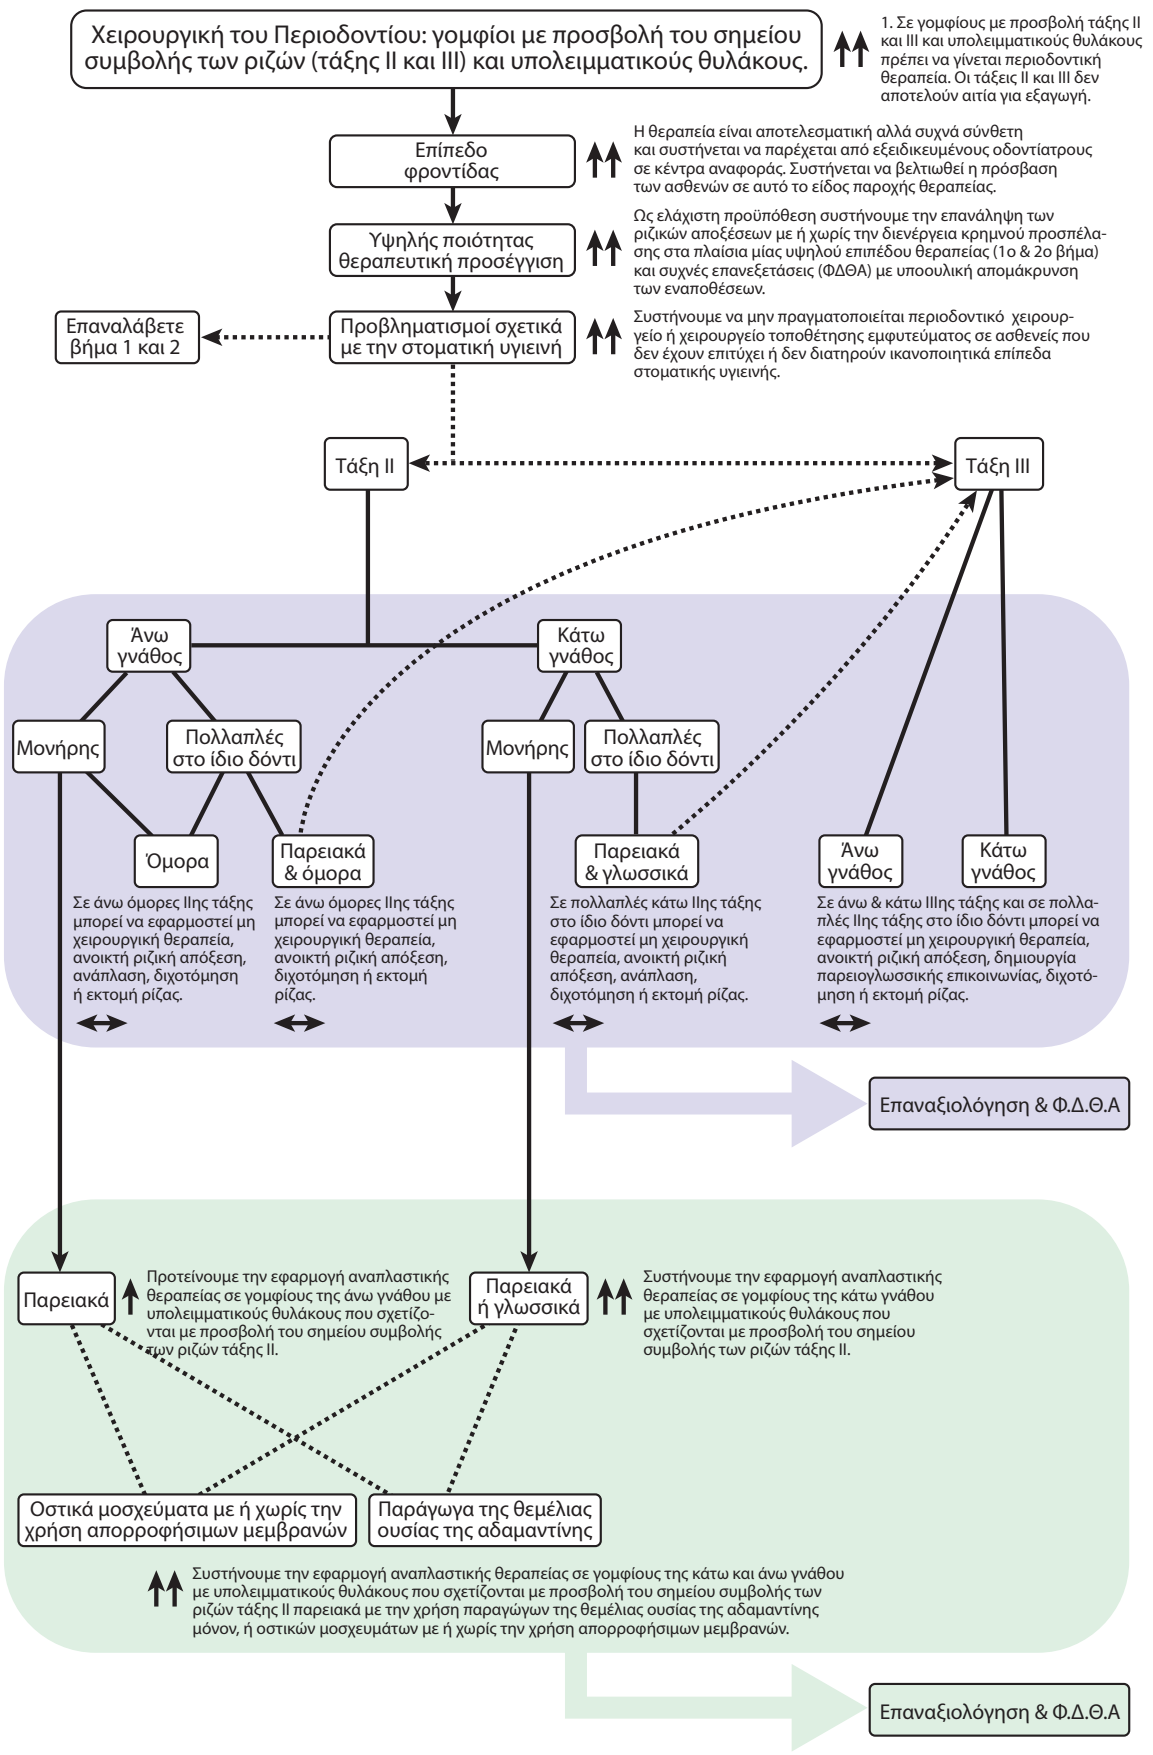 Χειρουργική του Περιοδοντίου: γομφίοι με προσβολή του σημείου
συμβολής των ριζών (τάξης ΙΙ και ΙΙΙ) και υπολειμματικούς θυλάκους.
1. Σε γομφίους με προσβολή τάξης ΙΙ
και ΙΙΙ και υπολειμματικούς θυλάκους
πρέπει να γίνεται περιοδοντική
θεραπεία. Οι τάξεις ΙΙ και ΙΙΙ δεν
αποτελούν αιτία για εξαγωγή.
Επίπεδο
φροντίδας
Η θεραπεία είναι αποτελεσματική αλλά συχνά σύνθετη
και συστήνεται να παρέχεται από εξειδικευμένους οδοντίατρους
σε κέντρα αναφοράς. Συστήνεται να βελτιωθεί η πρόσβαση
των ασθενών σε αυτό το είδος παροχής θεραπείας.
Υψηλής ποιότητας
θεραπευτική προσέγγιση
Ως ελάχιστη προϋπόθεση συστήνουμε την επανάληψη των
ριζικών αποξέσεων με ή χωρίς την διενέργεια κρημνού προσπέλα-
σης στα πλαίσια μίας υψηλού επιπέδου θεραπείας (1ο & 2ο βήμα)
και συχνές επανεξετάσεις (ΦΔΘΑ) με υποουλική απομάκρυνση
των εναποθέσεων.
Επαναλάβετε
βήμα 1 και 2
Προβληματισμοί σχετικά
με την στοματική υγιεινή
Συστήνουμε να μην πραγματοποιείται περιοδοντικό χειρουρ-
γείο ή χειρουργείο τοποθέτησης εμφυτεύματος σε ασθενείς που
δεν έχουν επιτύχει ή δεν διατηρούν ικανοποιητικά επίπεδα
στοματικής υγιεινής.
Τάξη ΙΙ
Τάξη ΙΙΙ
Άνω
γνάθος
Κάτω
γνάθος
Μονήρης
Πολλαπλές
στο ίδιο δόντι
Μονήρης
Πολλαπλές
στο ίδιο δόντι
Όμορα
Παρειακά
& όμορα
Παρειακά
& γλωσσικά
Άνω
γνάθος
Κάτω
γνάθος
Σε άνω όμορες ΙΙης τάξης
μπορεί να εφαρμοστεί μη
χειρουργική θεραπεία,
ανοικτή ριζική απόξεση,
ανάπλαση, διχοτόμηση
ή εκτομή ρίζας.
Σε άνω όμορες ΙΙης τάξης
μπορεί να εφαρμοστεί μη
χειρουργική θεραπεία,
ανοικτή ριζική απόξεση,
διχοτόμηση ή εκτομή
ρίζας.
Σε πολλαπλές κάτω ΙΙης τάξης
στο ίδιο δόντι μπορεί να
εφαρμοστεί μη χειρουργική
θεραπεία, ανοικτή ριζική
απόξεση, ανάπλαση,
διχοτόμηση ή εκτομή ρίζας.
Σε άνω & κάτω ΙΙΙης τάξης και σε πολλα-
πλές ΙΙης τάξης στο ίδιο δόντι μπορεί να
εφαρμοστεί μη χειρουργική θεραπεία,
ανοικτή ριζική απόξεση, δημιουργία
παρειογλωσσικής επικοινωνίας, διχοτό-
μηση ή εκτομή ρίζας.
Επαναξιολόγηση & Φ.Δ.Θ.Α
Παρειακά
Προτείνουμε την εφαρμογή αναπλαστικής
θεραπείας σε γομφίους της άνω γνάθου με
υπολειμματικούς θυλάκους που σχετίζο-
νται με προσβολή του σημείου συμβολής
των ριζών τάξης ΙΙ.
Παρειακά
ή γλωσσικά
Συστήνουμε την εφαρμογή αναπλαστικής
θεραπείας σε γομφίους της κάτω γνάθου
με υπολειμματικούς θυλάκους που
σχετίζονται με προσβολή του σημείου
συμβολής των ριζών τάξης ΙΙ.
Οστικά μοσχεύματα με ή χωρίς την
χρήση απορροφήσιμων μεμβρανών
Παράγωγα της θεμέλιας
ουσίας της αδαμαντίνης
Συστήνουμε την εφαρμογή αναπλαστικής θεραπείας σε γομφίους της κάτω και άνω γνάθου
με υπολειμματικούς θυλάκους που σχετίζονται με προσβολή του σημείου συμβολής των
ριζών τάξης ΙΙ παρειακά με την χρήση παραγώγων της θεμέλιας ουσίας της αδαμαντίνης
μόνον, ή οστικών μοσχευμάτων με ή χωρίς την χρήση απορροφήσιμων μεμβρανών.
Επαναξιολόγηση & Φ.Δ.Θ.Α